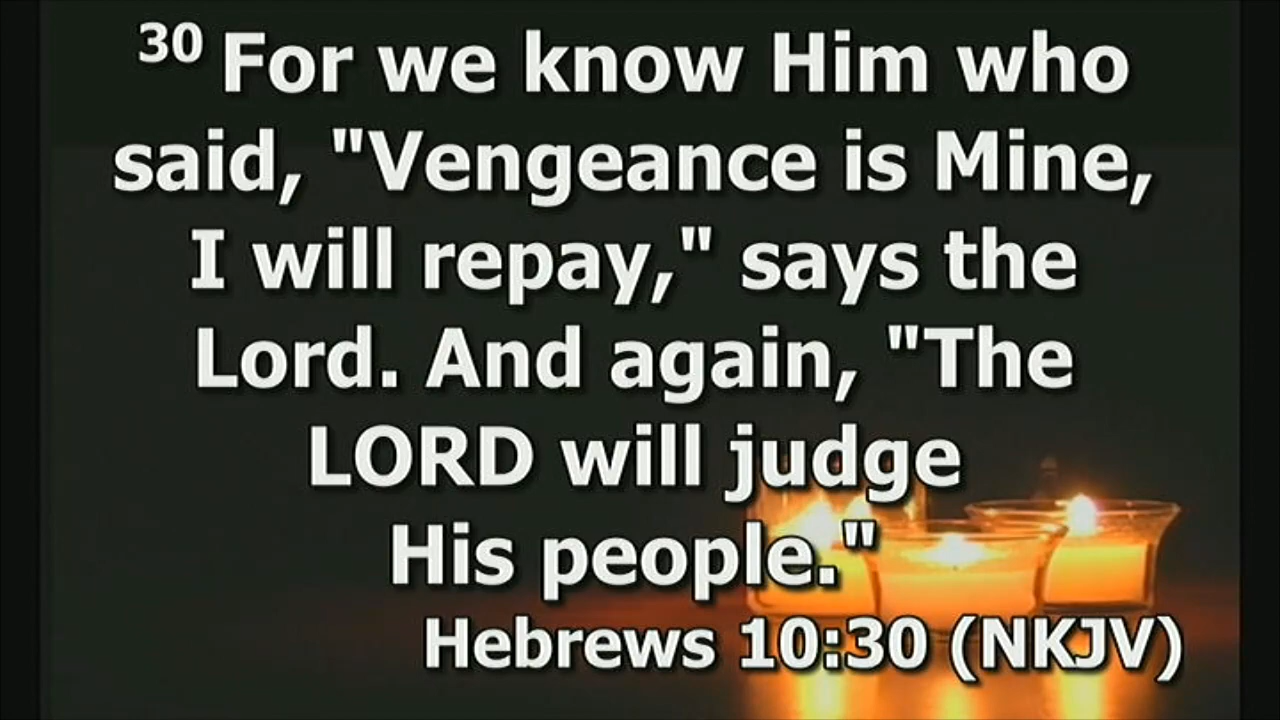 30 For we know Him who
said, "Vengeance is Mine,
I will repay," says the
Lord. And again, "The
LORD will judge
His people."
Hebrews 10:30 (NKJV)